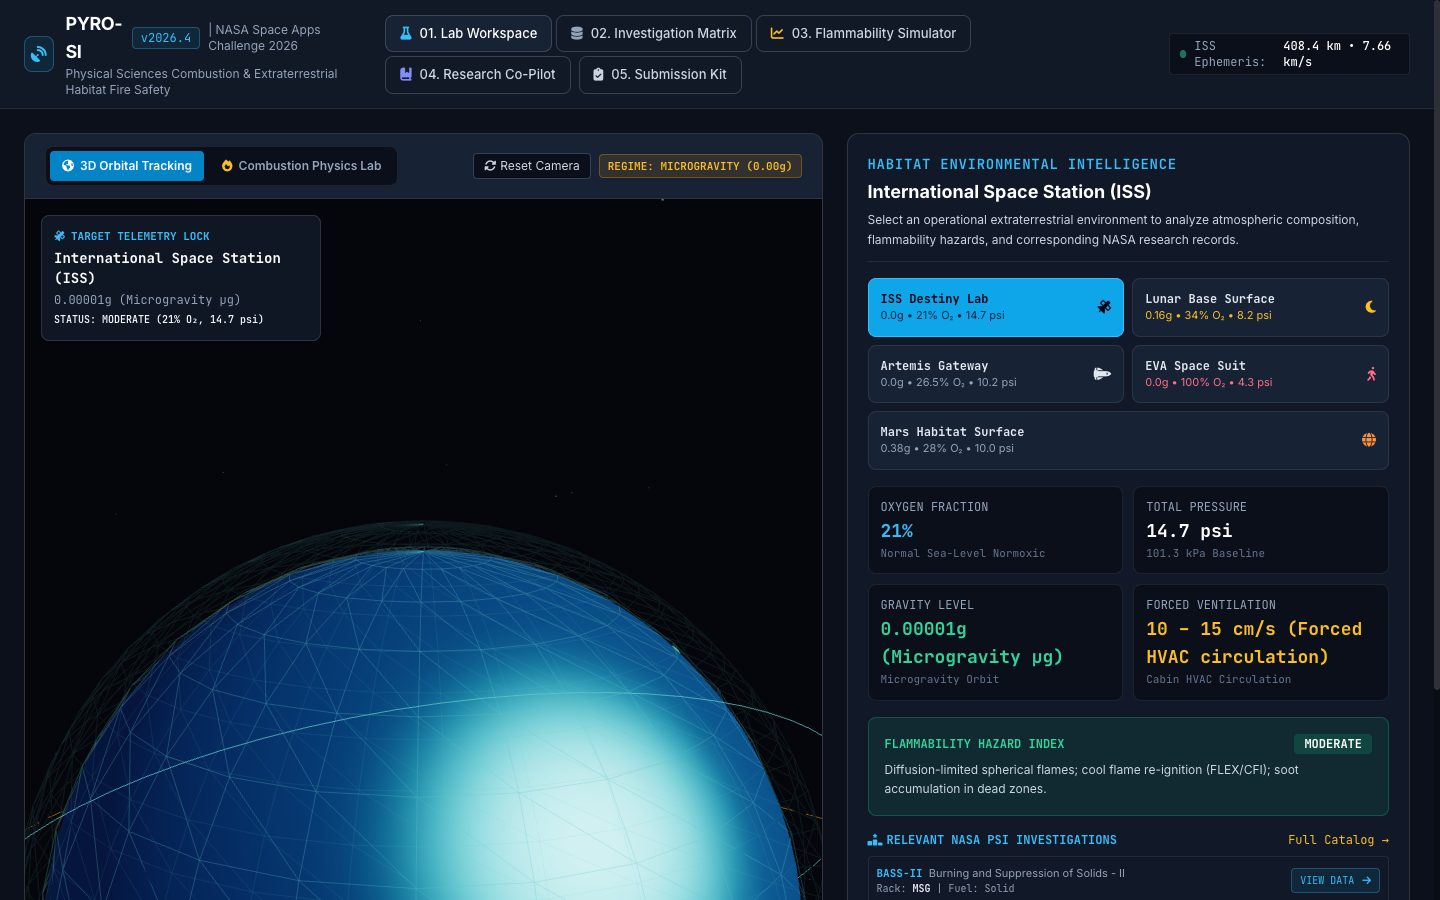 PYRO-
SI
v2026.4
| NASA Space Apps
Challenge 2026
Physical Sciences Combustion & Extraterrestrial
Habitat Fire Safety
01. Lab Workspace
02. Investigation Matrix
03. Flammability Simulator
04. Research Co-Pilot
05. Submission Kit
ISS
Ephemeris:
408.4 km • 7.66
km/s
3D Orbital Tracking
Combustion Physics Lab
Reset Camera
REGIME: MICROGRAVITY (0.00g)
TARGET TELEMETRY LOCK
International Space Station
(ISS)
0.00001g (Microgravity µg)
STATUS: MODERATE (21% O₂, 14.7 psi)
HABITAT ENVIRONMENTAL INTELLIGENCE
International Space Station (ISS)
Select an operational extraterrestrial environment to analyze atmospheric composition,
flammability hazards, and corresponding NASA research records.
ISS Destiny Lab
0.0g • 21% O₂ • 14.7 psi
Lunar Base Surface
0.16g • 34% O₂ • 8.2 psi
Artemis Gateway
0.0g • 26.5% O₂ • 10.2 psi
EVA Space Suit
0.0g • 100% O₂ • 4.3 psi
Mars Habitat Surface
0.38g • 28% O₂ • 10.0 psi
OXYGEN FRACTION
21%
Normal Sea-Level Normoxic
TOTAL PRESSURE
14.7 psi
101.3 kPa Baseline
GRAVITY LEVEL
0.00001g
(Microgravity µg)
Microgravity Orbit
FORCED VENTILATION
10 – 15 cm/s (Forced
HVAC circulation)
Cabin HVAC Circulation
FLAMMABILITY HAZARD INDEX
MODERATE
Diffusion-limited spherical flames; cool flame re-ignition (FLEX/CFI); soot
accumulation in dead zones.
RELEVANT NASA PSI INVESTIGATIONS
Full Catalog →
BASS-II Burning and Suppression of Solids - II
Rack: MSG | Fuel: Solid
VIEW DATA →